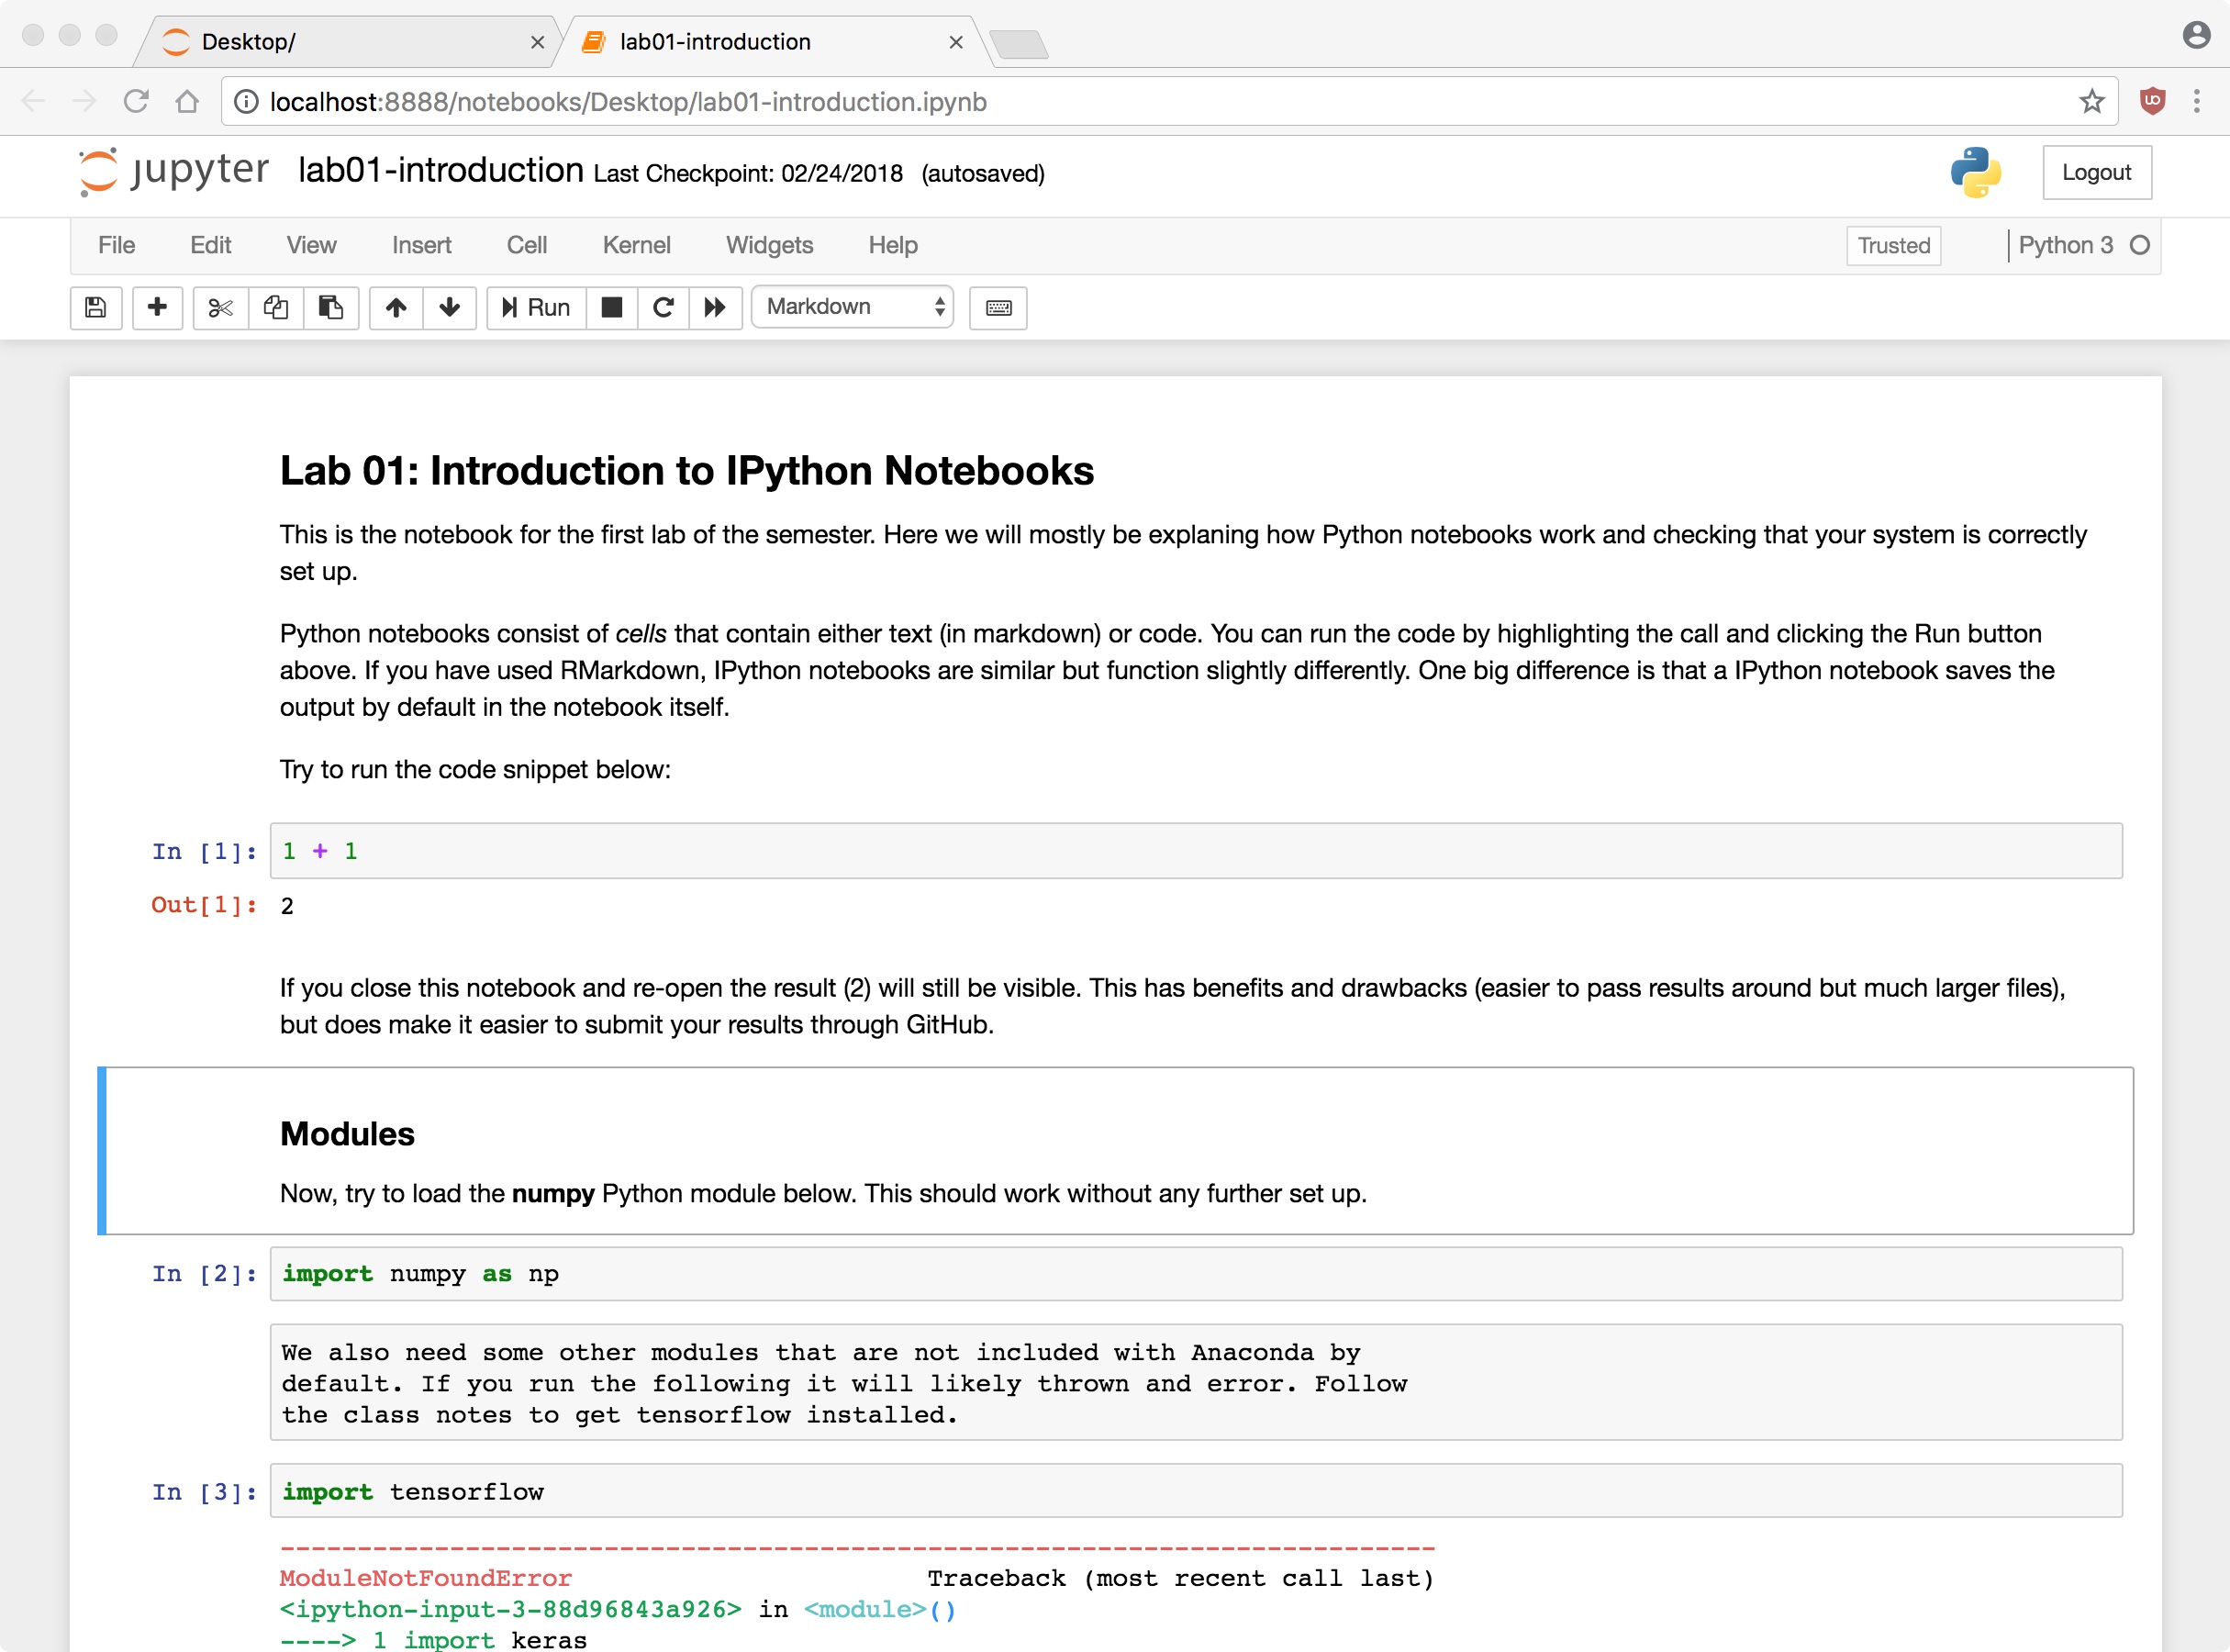 Desktop/
lab01-introduction
localhost:8888/notebooks/Desktop/lab01-introduction.ipynb
jupyter lab01-introduction Last Checkpoint: 02/24/2018 (autosaved)
Logout
File Edit View Insert Cell Kernel Widgets Help Trusted Python 3
Run Markdown
Lab 01: Introduction to IPython Notebooks
This is the notebook for the first lab of the semester. Here we will mostly be explaning how Python notebooks work and checking that your system is correctly
set up.
Python notebooks consist of cells that contain either text (in markdown) or code. You can run the code by highlighting the call and clicking the Run button
above. If you have used RMarkdown, IPython notebooks are similar but function slightly differently. One big difference is that a IPython notebook saves the
output by default in the notebook itself.
Try to run the code snippet below:
In [1]: 1 + 1
Out[1]: 2
If you close this notebook and re-open the result (2) will still be visible. This has benefits and drawbacks (easier to pass results around but much larger files),
but does make it easier to submit your results through GitHub.
Modules
Now, try to load the numpy Python module below. This should work without any further set up.
In [2]: import numpy as np
We also need some other modules that are not included with Anaconda by
default. If you run the following it will likely thrown and error. Follow
the class notes to get tensorflow installed.
In [3]: import tensorflow
---------------------------------------------------------------------------
ModuleNotFoundError Traceback (most recent call last)
<ipython-input-3-88d96843a926> in <module>()
----> 1 import keras